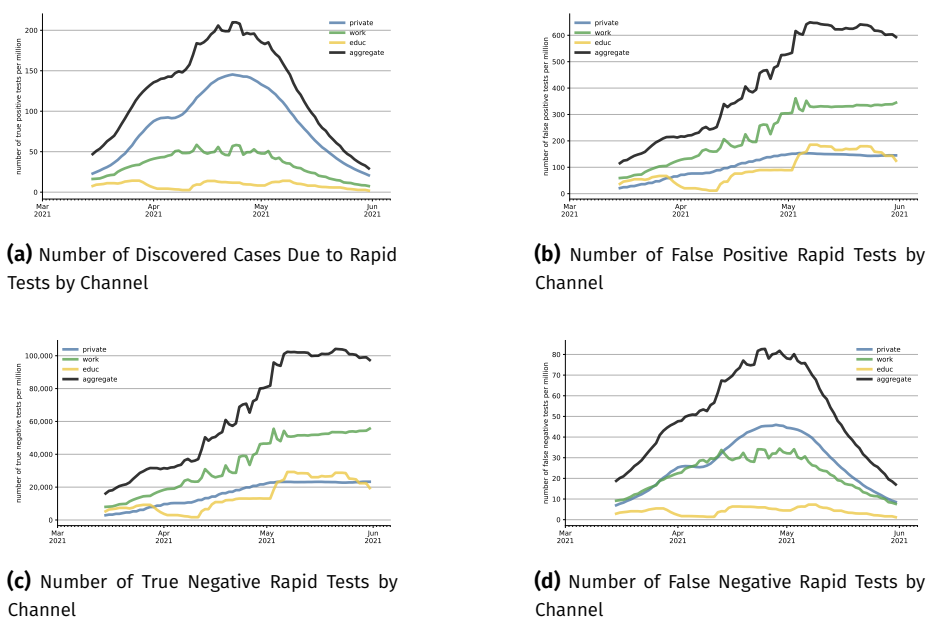 number of true positive tests per million
200
150
100
50
0
private
work
educ
aggregate
Mar
2021
Apr
2021
May
2021
Jun
2021
number of false positive tests per million
600
500
400
300
200
100
0
private
work
educ
aggregate
Mar
2021
Apr
2021
May
2021
Jun
2021
(a) Number of Discovered Cases Due to Rapid
Tests by Channel
(b) Number of False Positive Rapid Tests by
Channel
number of true negative tests per million
100,000
80,000
60,000
40,000
20,000
0
private
work
educ
aggregate
Mar
2021
Apr
2021
May
2021
Jun
2021
number of false negative tests per million
80
70
60
50
40
30
20
10
0
private
work
educ
aggregate
Mar
2021
Apr
2021
May
2021
Jun
2021
(c) Number of True Negative Rapid Tests by
Channel
(d) Number of False Negative Rapid Tests by
Channel